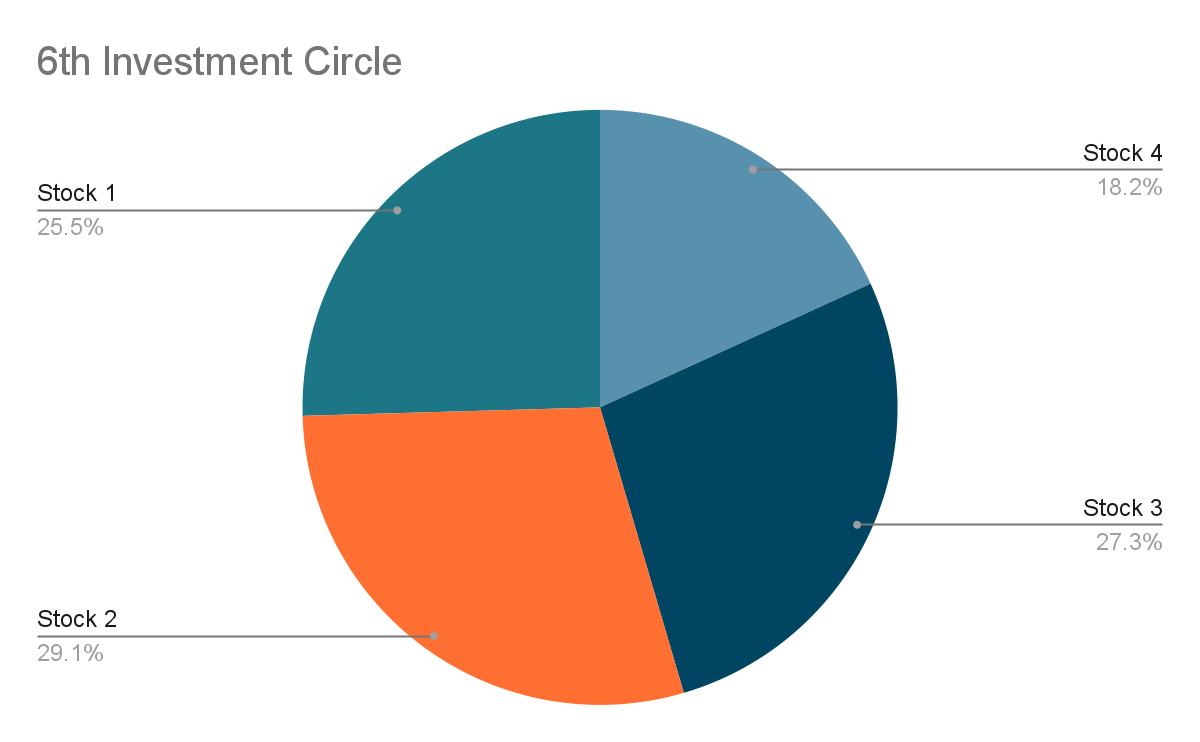 6th Investment Circle
Stock 4
18.2%
Stock 1
25.5%
Stock 3
27.3%
Stock 2
29.1%